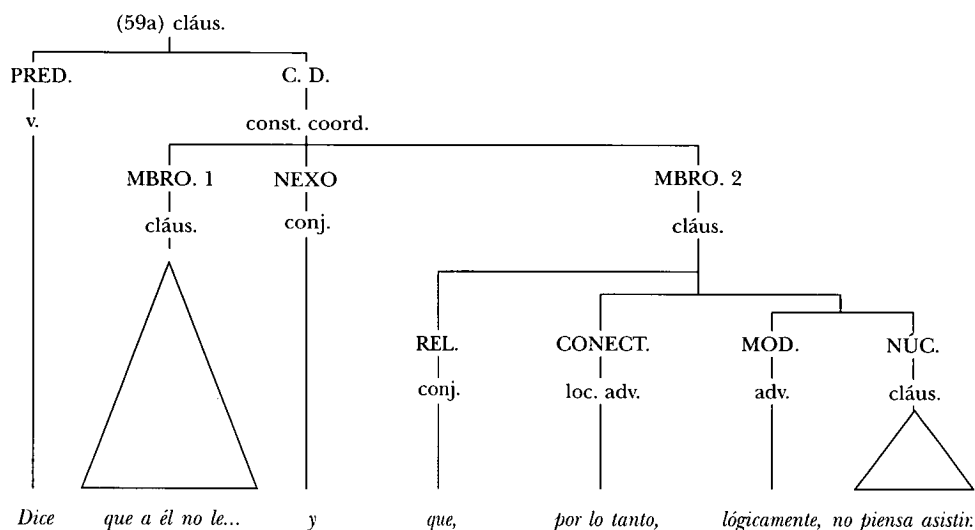 (59a) cláus.
PRED. C. D.
v. const. coord.
MBRO. 1 NEXO MBRO. 2
cláus. conj. cláus.
REL. CONECT. MOD. NÚC.
conj. loc. adv. adv. cláus.
Dice que a él no le... y que, por lo tanto, lógicamente, no piensa asistir.